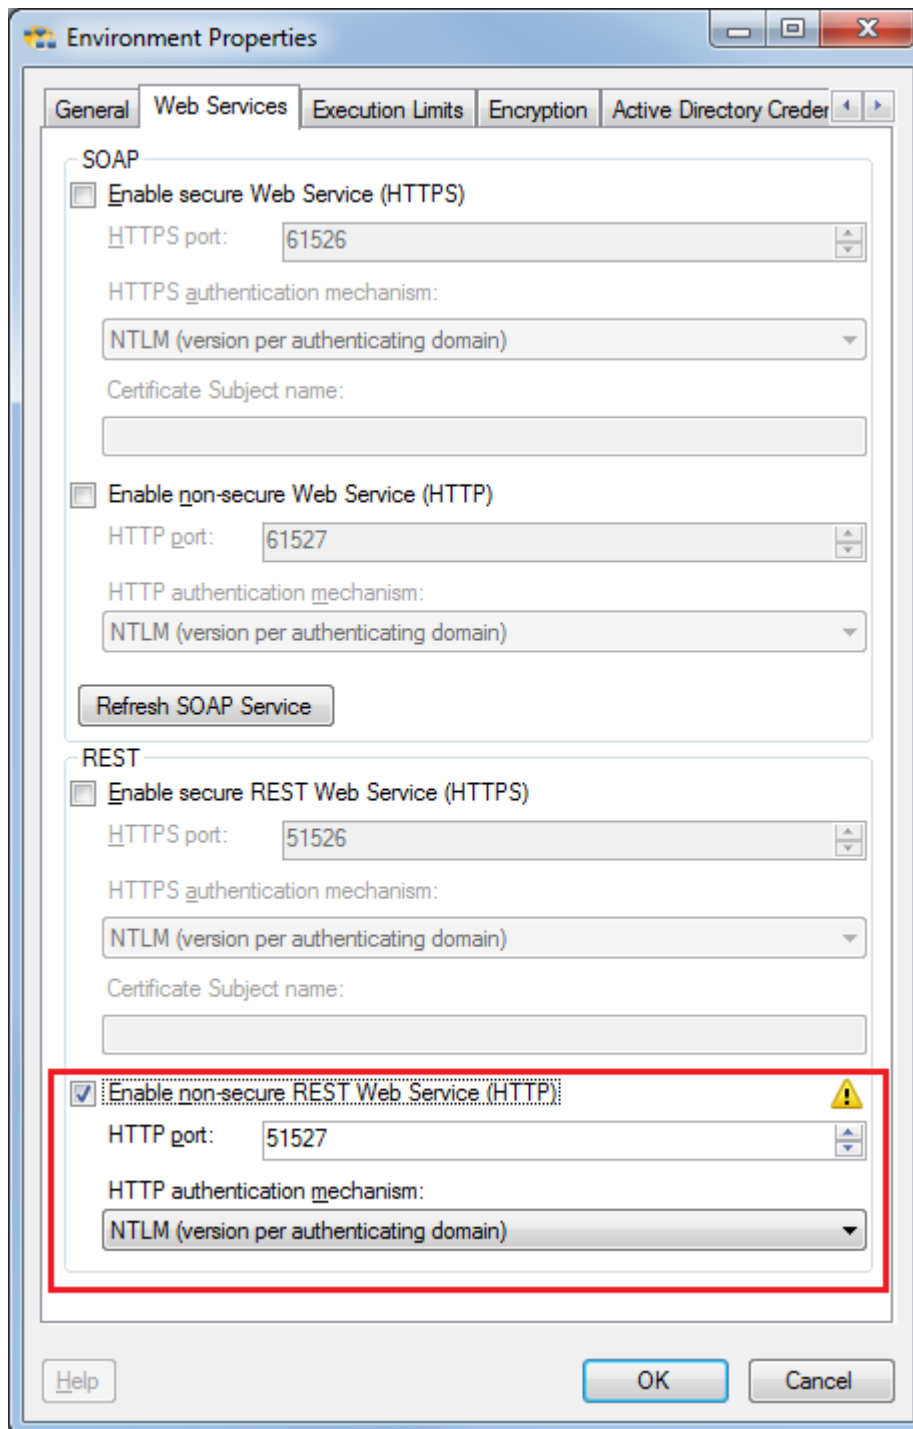 Environment Properties
General Web Services Execution Limits Encryption Active Directory Creder
SOAP
Enable secure Web Service (HTTPS)
HTTPS port: 61526
HTTPS authentication mechanism:
NTLM (version per authenticating domain)
Certificate Subject name:
Enable non-secure Web Service (HTTP)
HTTP port: 61527
HTTP authentication mechanism:
NTLM (version per authenticating domain)
Refresh SOAP Service
REST
Enable secure REST Web Service (HTTPS)
HTTPS port: 51526
HTTPS authentication mechanism:
NTLM (version per authenticating domain)
Certificate Subject name:
Enable non-secure REST Web Service (HTTP)
HTTP port: 51527
HTTP authentication mechanism:
NTLM (version per authenticating domain)
Help OK Cancel